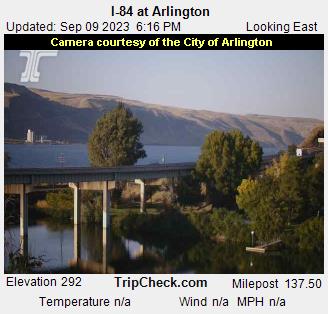 I-84 at Arlington
Updated: Sep 09 2023 6:16 PM Looking East
Camera courtesy of the City of Arlington
Elevation 292 TripCheck.com Milepost 137.50
Temperature n/a Wind n/a MPH n/a